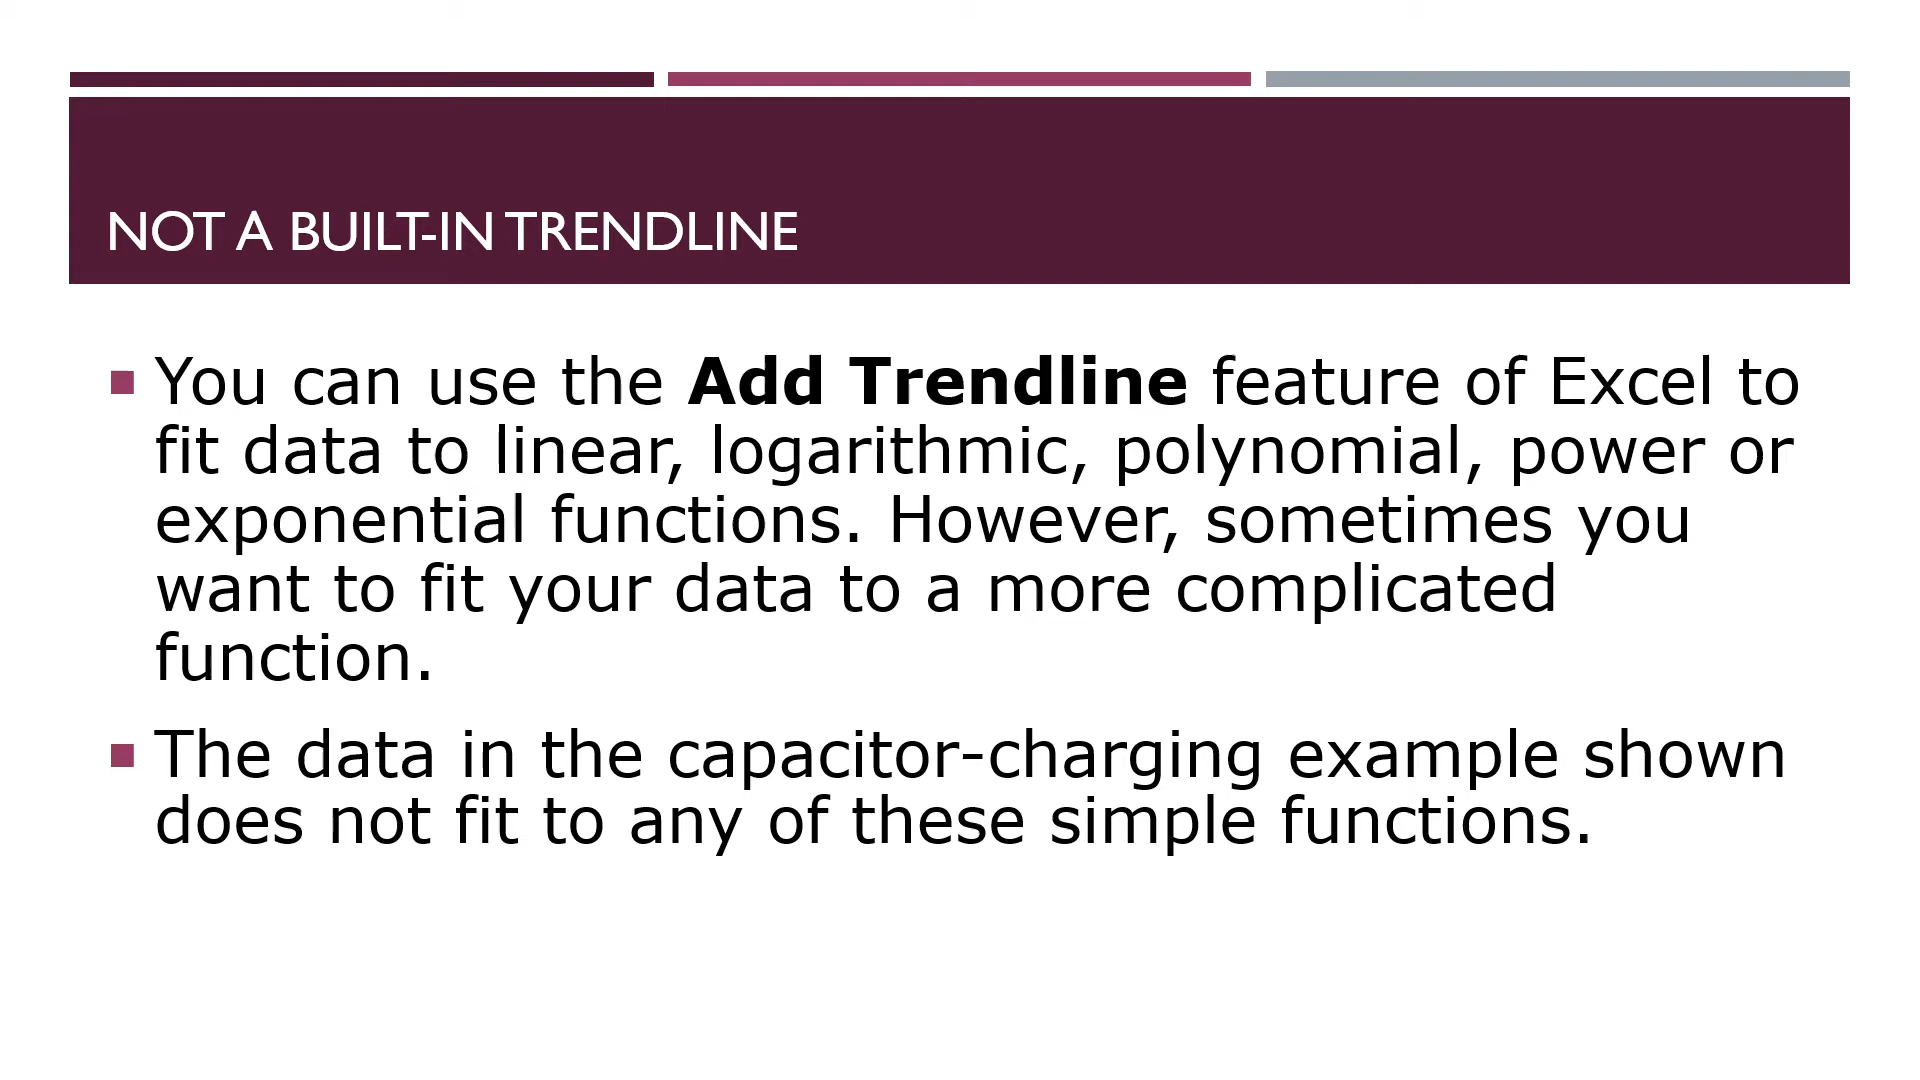 NOT A BUILT-IN TRENDLINE
You can use the Add Trendline feature of Excel to
fit data to linear, logarithmic, polynomial, power or
exponential functions. However, sometimes you
want to fit your data to a more complicated
function.
The data in the capacitor-charging example shown
does not fit to any of these simple functions.